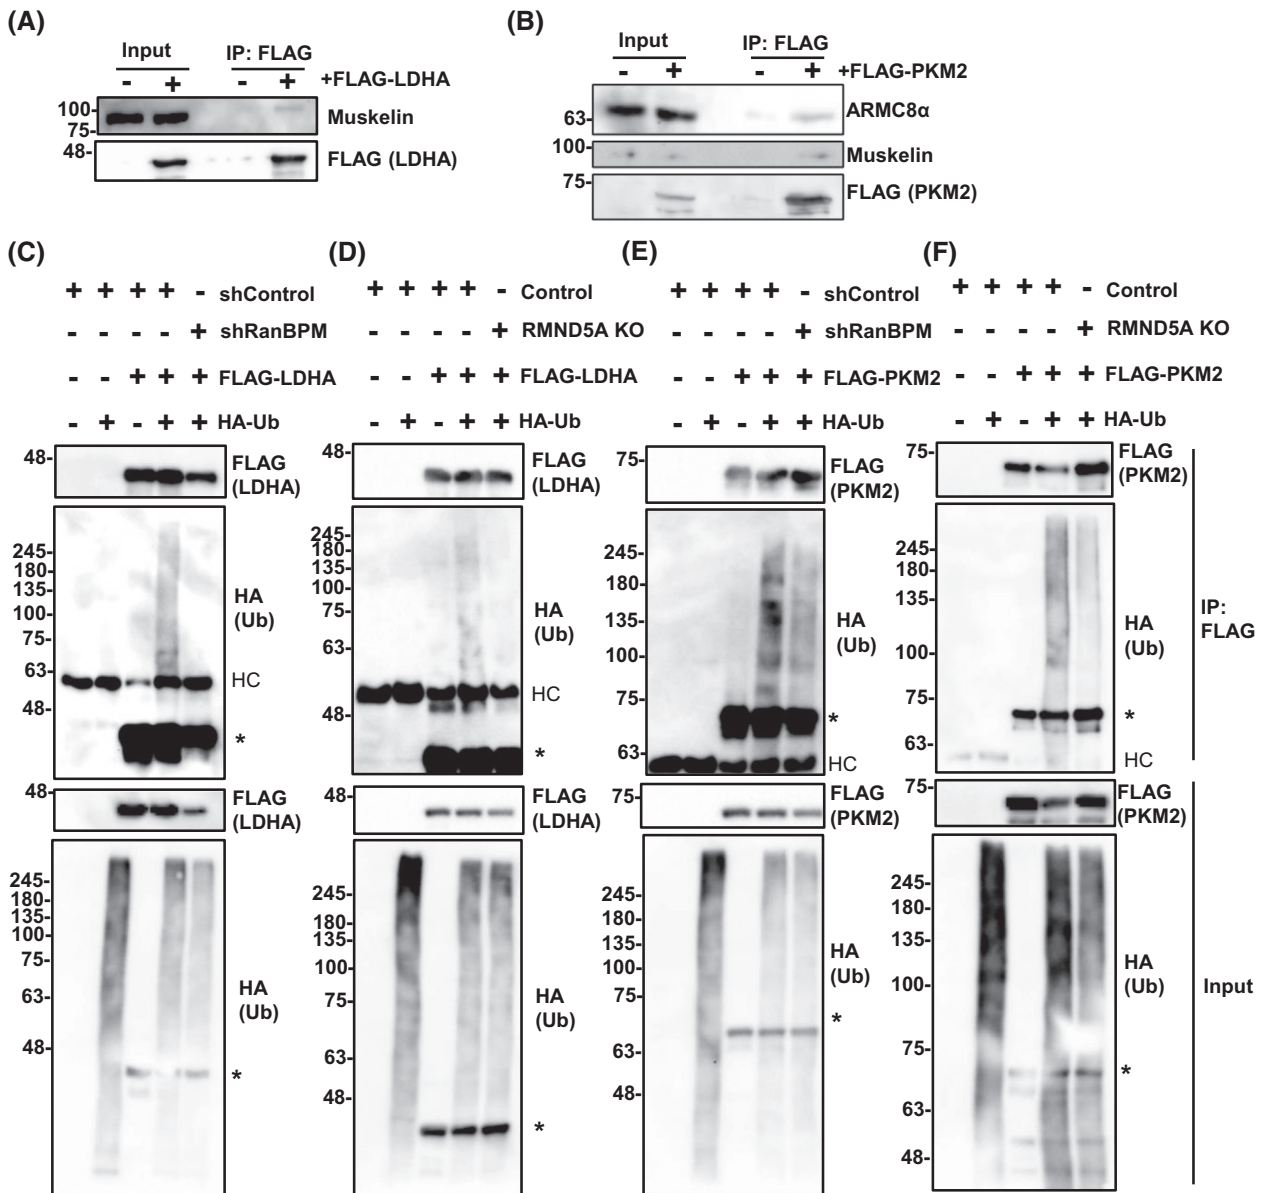 (A)
Input IP: FLAG
- + - + +FLAG-LDHA
100-
75-
Muskelin
48-
FLAG (LDHA)
(B)
Input IP: FLAG
- + - + +FLAG-PKM2
63-
ARMC8α
100-
Muskelin
75-
FLAG (PKM2)
(C)
+ + + + - shControl
- - - - + shRanBPM
- - + + + FLAG-LDHA
- + - + + HA-Ub
48-
FLAG
(LDHA)
245-
180-
135-
100-
75-
63-
48-
HA
(Ub)
HC
*
48-
FLAG
(LDHA)
245-
180-
135-
100-
75-
63-
48-
HA
(Ub)
*
(D)
+ + + + - Control
- - - - + RMND5A KO
- - + + + FLAG-LDHA
- + - + + HA-Ub
48-
FLAG
(LDHA)
245-
180-
135-
100-
75-
63-
48-
HA
(Ub)
HC
*
48-
FLAG
(LDHA)
245-
180-
135-
100-
75-
63-
48-
HA
(Ub)
*
(E)
+ + + + - shControl
- - - - + shRanBPM
- - + + + FLAG-PKM2
- + - + + HA-Ub
75-
FLAG
(PKM2)
245-
180-
135-
100-
75-
63-
HA
(Ub)
*
HC
75-
FLAG
(PKM2)
245-
180-
135-
100-
75-
63-
48-
HA
(Ub)
*
(F)
+ + + + - Control
- - - - + RMND5A KO
- - + + + FLAG-PKM2
- + - + + HA-Ub
75-
FLAG
(PKM2)
245-
180-
135-
100-
75-
63-
HA
(Ub)
*
HC
IP:
FLAG
75-
FLAG
(PKM2)
245-
180-
135-
100-
75-
63-
48-
HA
(Ub)
*
Input